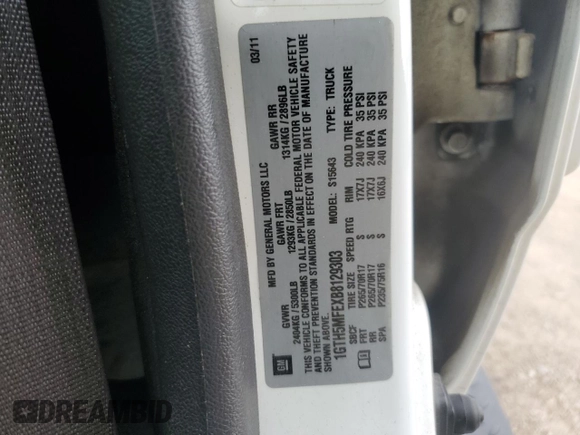 MFD BY GENERAL MOTORS LLC
03/11
GVWR GAWR FRT GAWR RR
2404KG / 5300LB 1293KG / 2850LB 1314KG / 2896LB
THIS VEHICLE CONFORMS TO ALL APPLICABLE FEDERAL MOTOR VEHICLE SAFETY
AND THEFT PREVENTION STANDARDS IN EFFECT ON THE DATE OF MANUFACTURE
SHOWN ABOVE.
1GTH5MFEXB8129303 MODEL: S15643 TYPE: TRUCK
SBCF TIRE SIZE SPEED RTG RIM COLD TIRE PRESSURE
FRT P265/70R17 S 17X7J 240 KPA 35 PSI
RR P265/70R17 S 17X7J 240 KPA 35 PSI
SPA P235/75R16 S 16X6J 240 KPA 35 PSI
GM
DREAMBID